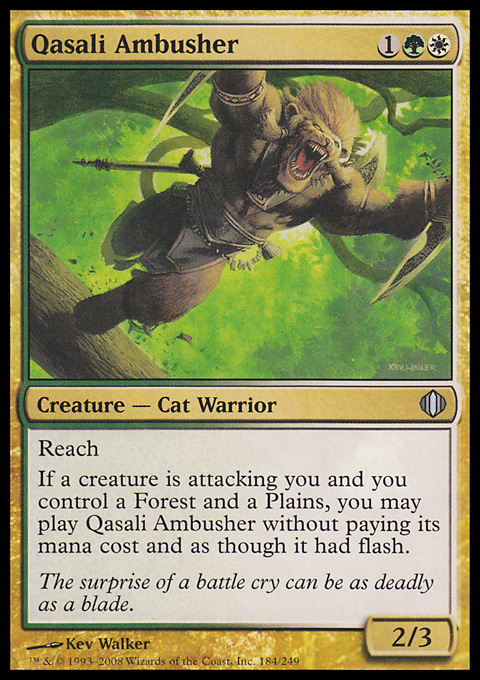 Qasali Ambusher 1
KEV WALKER
Creature — Cat Warrior
Reach
If a creature is attacking you and you
control a Forest and a Plains, you may
play Qasali Ambusher without paying its
mana cost and as though it had flash.
The surprise of a battle cry can be as deadly
as a blade.
Kev Walker
2/3
™ & © 1993–2008 Wizards of the Coast, Inc. 184/249